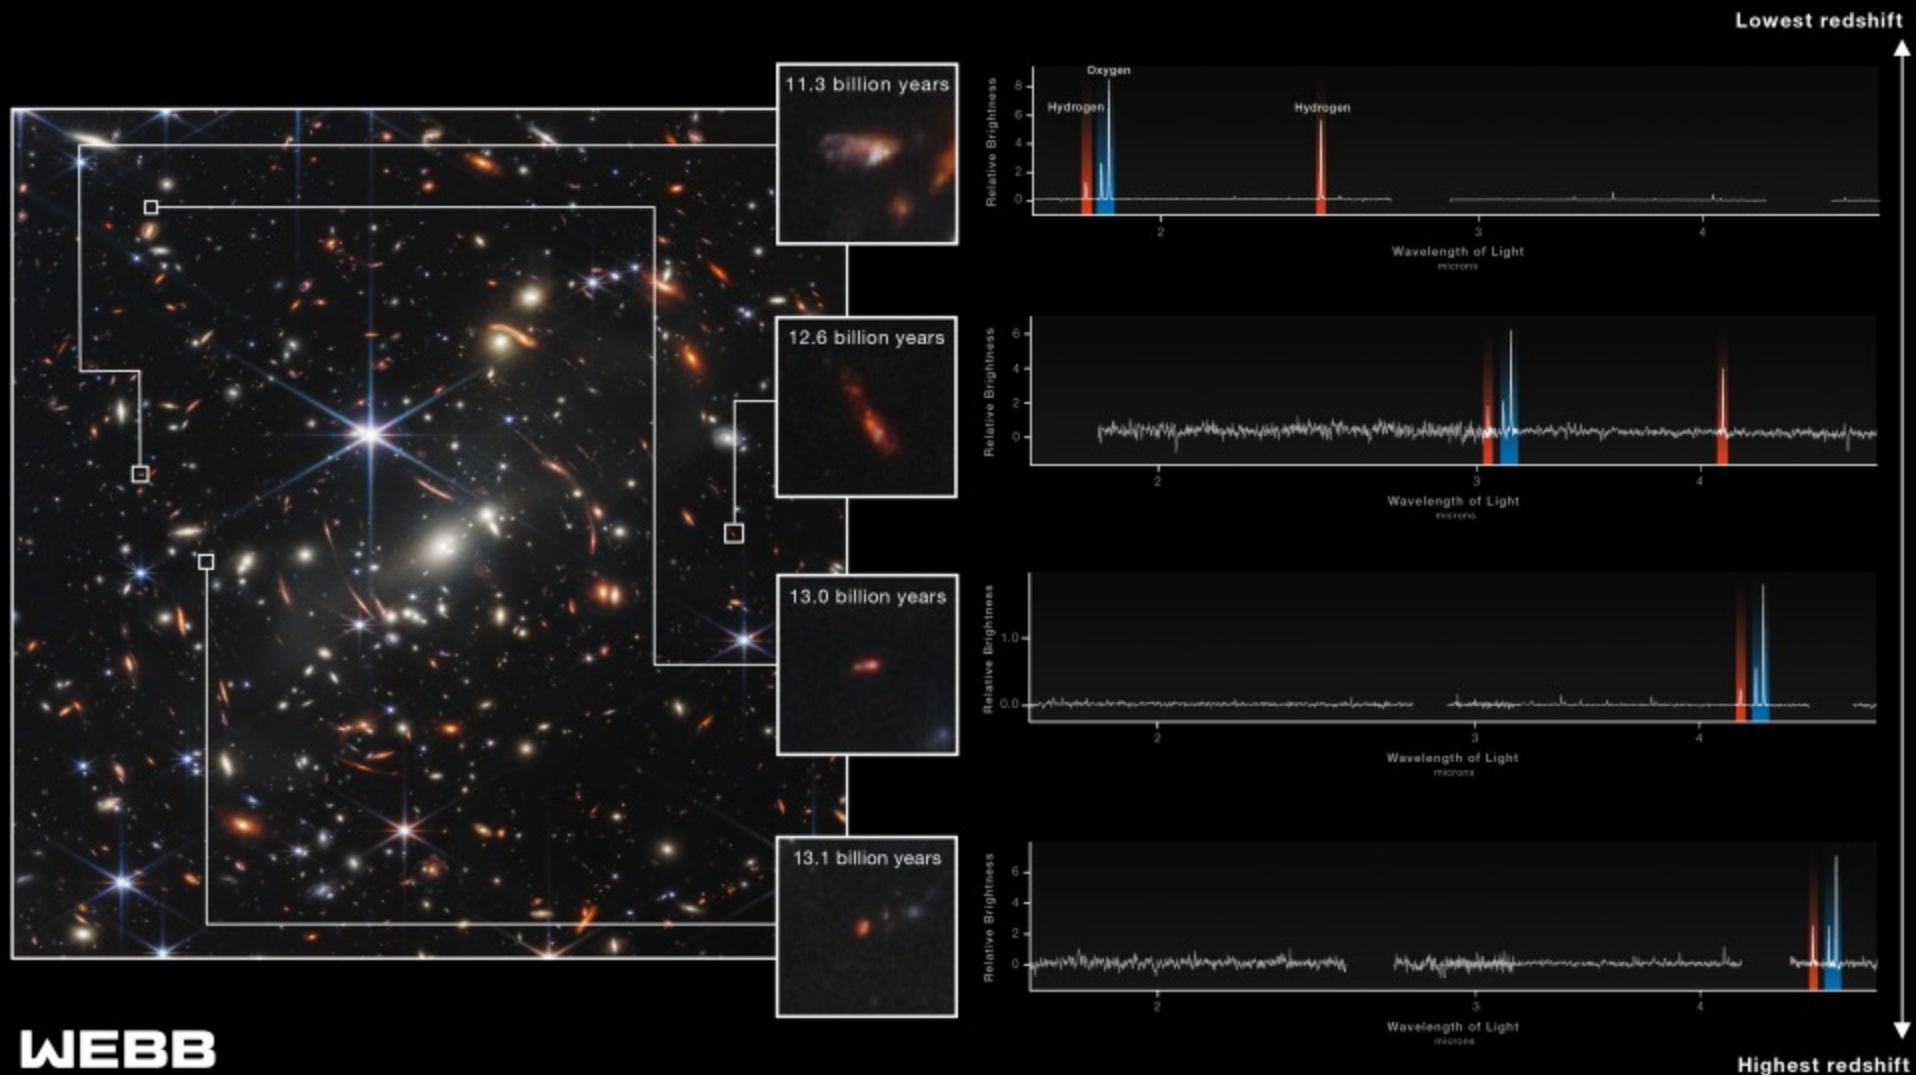 Lowest redshift
11.3 billion years
Relative Brightness
8
6
4
2
0
Hydrogen
Oxygen
Hydrogen
2
3
4
Wavelength of Light
microns
12.6 billion years
Relative Brightness
6
4
2
0
2
3
4
Wavelength of Light
microns
13.0 billion years
Relative Brightness
1.0
0.0
2
3
4
Wavelength of Light
microns
13.1 billion years
Relative Brightness
6
4
2
0
2
3
4
Wavelength of Light
microns
WEBB
Highest redshift